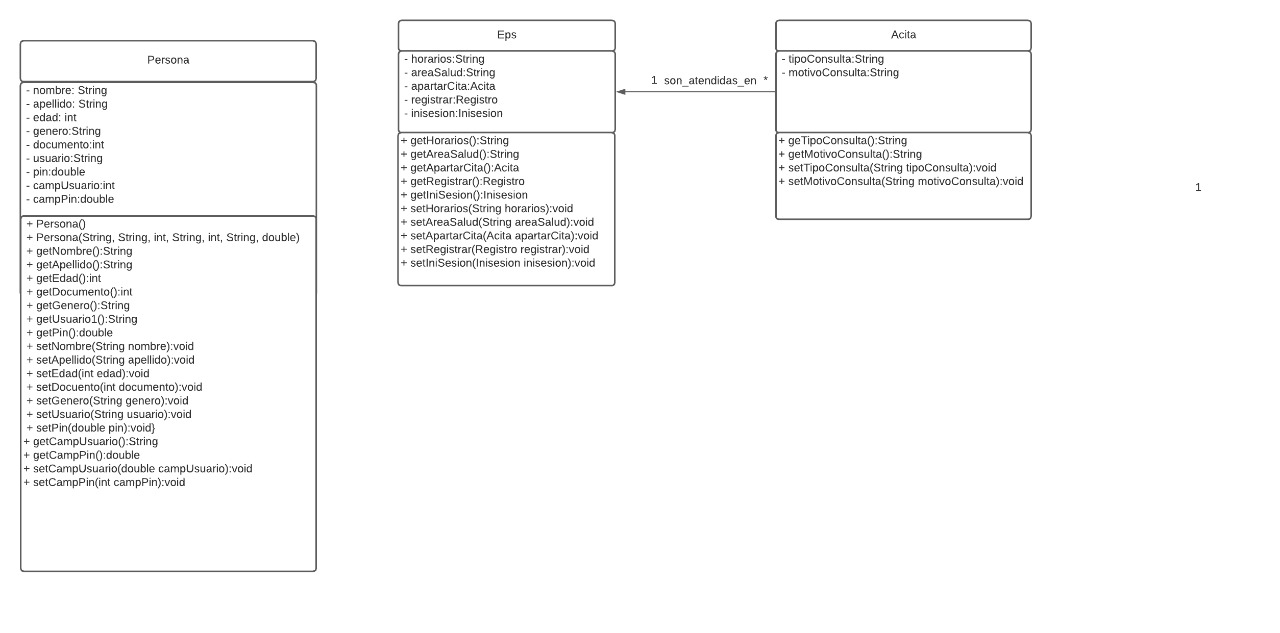 Persona
- nombre: String
- apellido: String
- edad: int
- genero:String
- documento:int
- usuario:String
- pin:double
- campUsuario:int
- campPin:double
+ Persona()
+ Persona(String, String, int, String, int, String, double)
+ getNombre():String
+ getApellido():String
+ getEdad():int
+ getDocumento():int
+ getGenero():String
+ getUsuario1():String
+ getPin():double
+ setNombre(String nombre):void
+ setApellido(String apellido):void
+ setEdad(int edad):void
+ setDocuento(int documento):void
+ setGenero(String genero):void
+ setUsuario(String usuario):void
+ setPin(double pin):void}
+ getCampUsuario():String
+ getCampPin():double
+ setCampUsuario(double campUsuario):void
+ setCampPin(int campPin):void
Eps
- horarios:String
- areaSalud:String
- apartarCita:Acita
- registrar:Registro
- inisesion:Inisesion
+ getHorarios():String
+ getAreaSalud():String
+ getApartarCita():Acita
+ getRegistrar():Registro
+ getIniSesion():Inisesion
+ setHorarios(String horarios):void
+ setAreaSalud(String areaSalud):void
+ setApartarCita(Acita apartarCita):void
+ setRegistrar(Registro registrar):void
+ setIniSesion(Inisesion inisesion):void
1 son_atendidas_en *
Acita
- tipoConsulta:String
- motivoConsulta:String
+ geTipoConsulta():String
+ getMotivoConsulta():String
+ setTipoConsulta(String tipoConsulta):void
+ setMotivoConsulta(String motivoConsulta):void
1